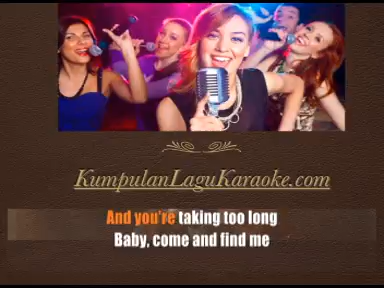 KumpulanLaguKaraoke.com
And you're taking too long
Baby, come and find me